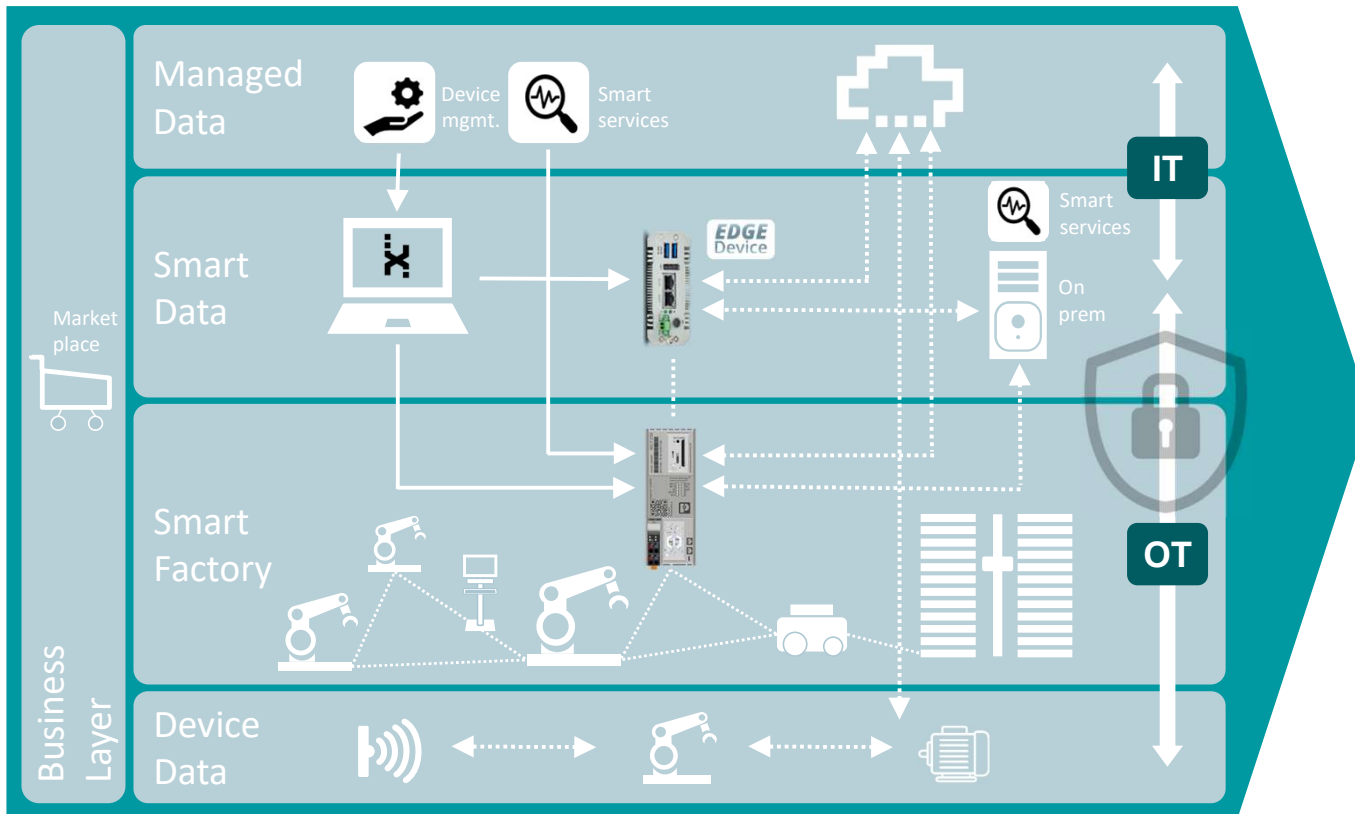 Managed
Data
Device
mgmt.
Smart
services
IT
Smart
Data
EDGE
Device
Smart
services
On
prem
Market
place
Smart
Factory
OT
Business
Layer
Device
Data